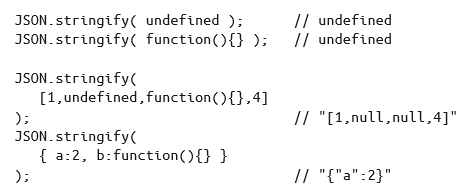 JSON.stringify( undefined );      // undefined
JSON.stringify( function(){} );   // undefined

JSON.stringify(
   [1,undefined,function(){},4]
);                                // "[1,null,null,4]"
JSON.stringify(
   { a:2, b:function(){} }
);                                // "{"a":2}"